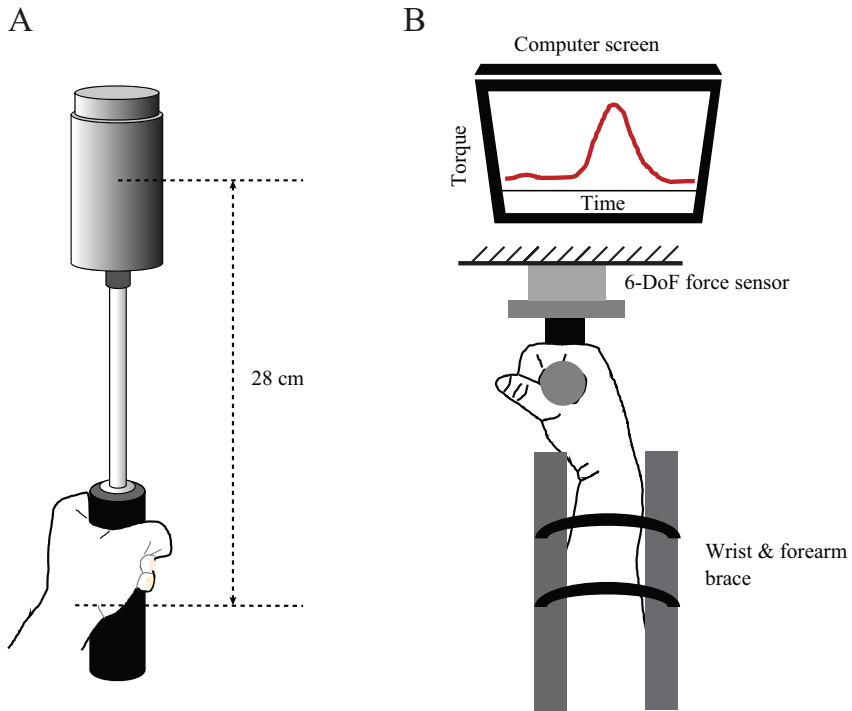 A
28 cm
B
Computer screen
Torque
Time
6-DoF force sensor
Wrist & forearm
brace